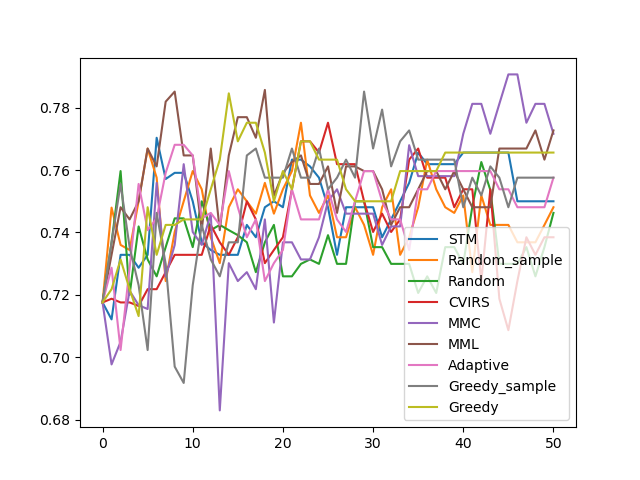 0.78
0.76
0.74
0.72
0.70
0.68
0
10
20
30
40
50
STM
Random_sample
Random
CVIRS
MMC
MML
Adaptive
Greedy_sample
Greedy